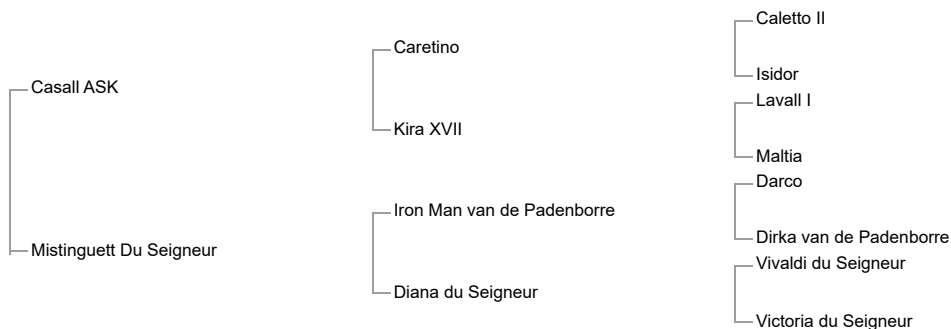 Caletto II
Caretino
Isidor
Casall ASK
Lavall I
Kira XVII
Maltia
Darco
Iron Man van de Padenborre
Dirka van de Padenborre
Mistinguett Du Seigneur
Vivaldi du Seigneur
Diana du Seigneur
Victoria du Seigneur